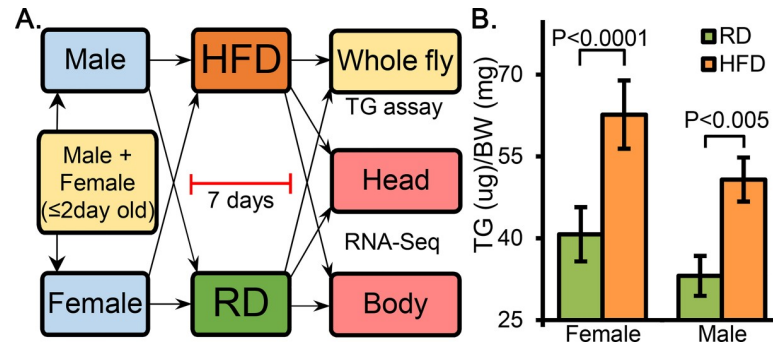 A.
Male
HFD
Whole fly
TG assay
Male +
Female
(≤2day old)
7 days
Head
RNA-Seq
Female
RD
Body
B.
P<0.0001
RD
HFD
P<0.005
TG (ug)/BW (mg)
70
55
40
25
Female
Male